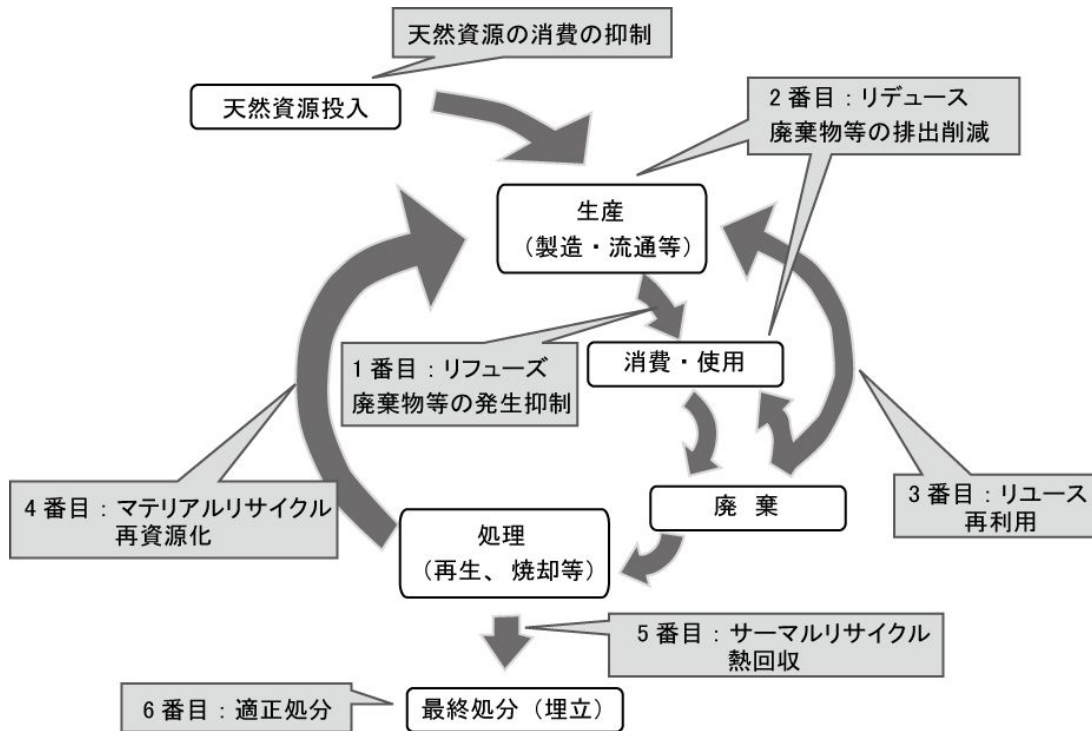 天然資源の消費の抑制
天然資源投入
2番目：リデュース
廃棄物等の排出削減
生産
（製造・流通等）
1番目：リフューズ
廃棄物等の発生抑制
消費・使用
4番目：マテリアルリサイクル
再資源化
廃 棄
3番目：リユース
再利用
処理
（再生、焼却等）
5番目：サーマルリサイクル
熱回収
6番目：適正処分
最終処分（埋立）